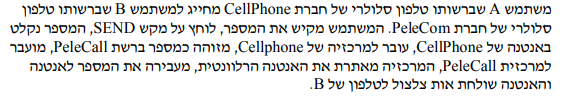 משתמש A שברשותו טלפון סלולרי של חברת CellPhone מחייג למשתמש B שברשותו טלפון
סלולרי של חברת PeleCom. המשתמש מקיש את המספר, לוחץ על מקש SEND, המספר נקלט
באנטנה של CellPhone, עובר למרכזיה של Cellphone, מזוהה כמספר ברשת PeleCall, מועבר
למרכזית PeleCall, המרכזיה מאתרת את האנטנה הרלוונטית, מעבירה את המספר לאנטנה
והאנטנה שולחת אות צלצול לטלפון של B.